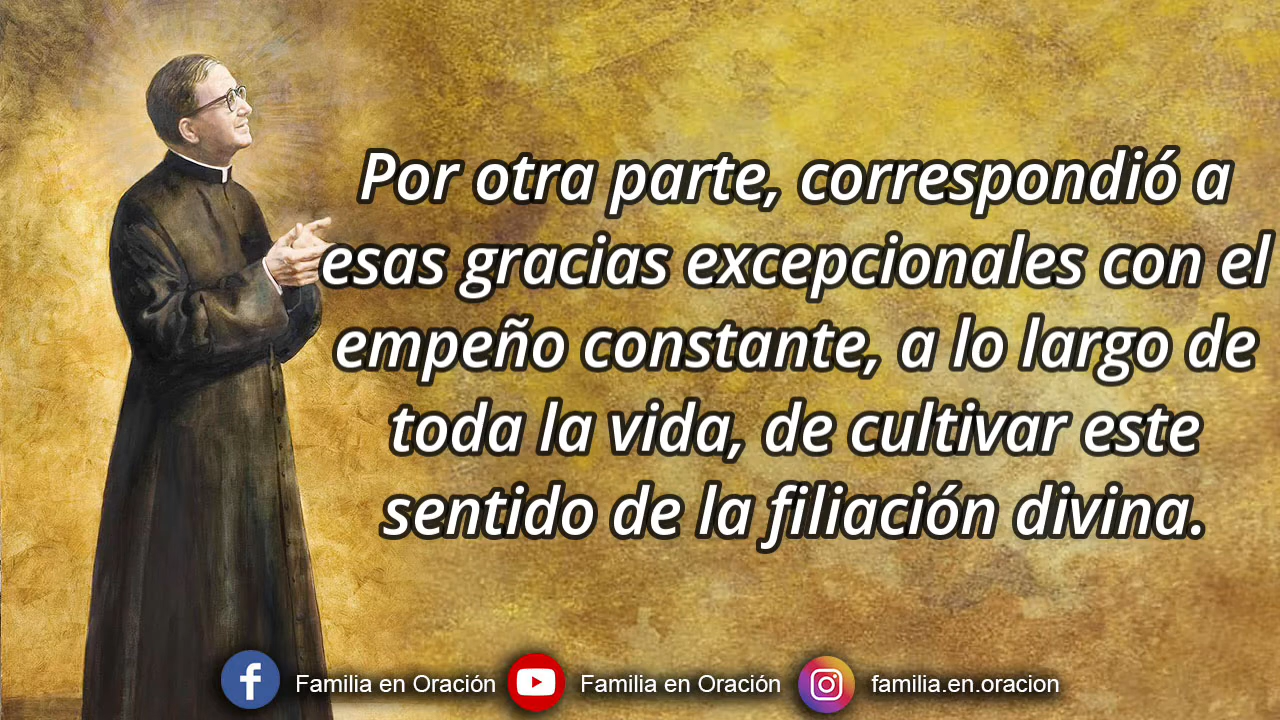 Por otra parte, correspondió a
esas gracias excepcionales con el
empeño constante, a lo largo de
toda la vida, de cultivar este
sentido de la filiación divina.
Familia en Oración Familia en Oración familia.en.oracion